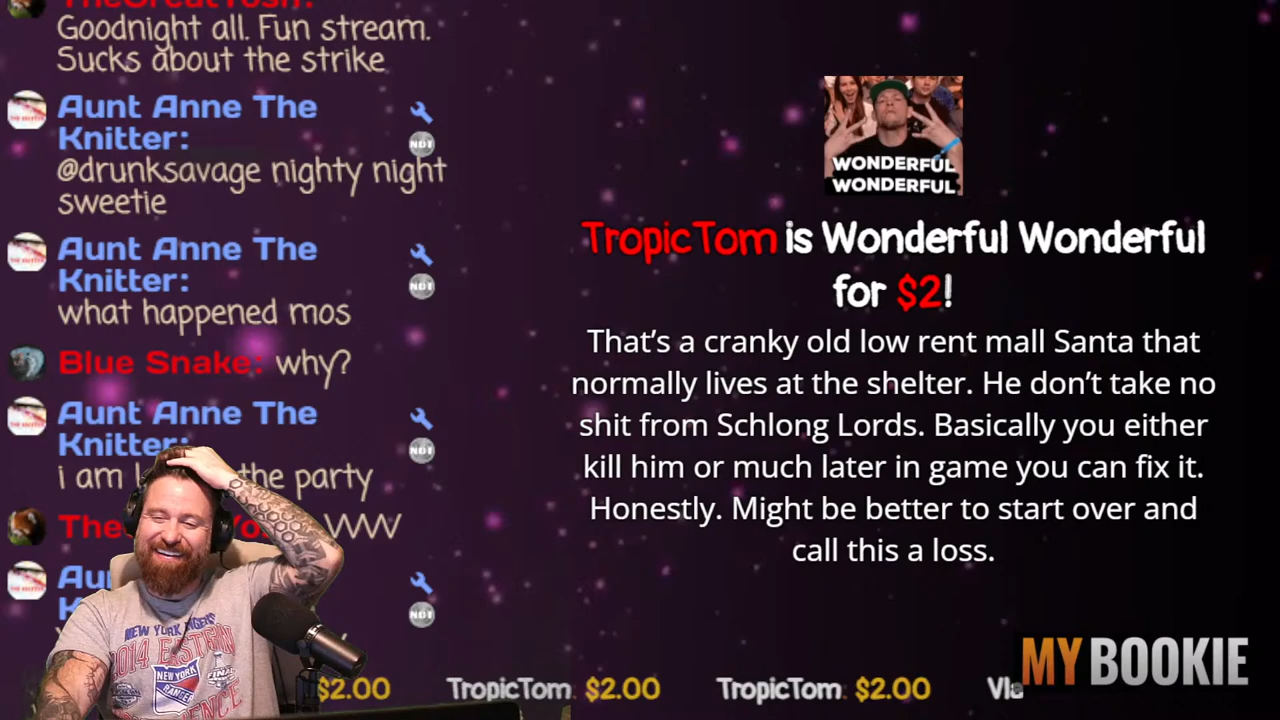 Goodnight all. Fun stream.
Sucks about the strike
Aunt Anne The
Knitter:
@drunksavage nighty night
sweetie
Aunt Anne The
Knitter:
what happened mos
Blue Snake: why?
Aunt Anne The
Knitter:
i am the party
WONDERFUL
WONDERFUL
TropicTom is Wonderful Wonderful
for $2!
That's a cranky old low rent mall Santa that
normally lives at the shelter. He don't take no
shit from Schlong Lords. Basically you either
kill him or much later in game you can fix it.
Honestly. Might be better to start over and
call this a loss.
NEW YORK RANGERS
2014 EASTERN
NEW YORK
RANGERS
$2.00 TropicTom: $2.00 TropicTom: $2.00
MYBOOKIE